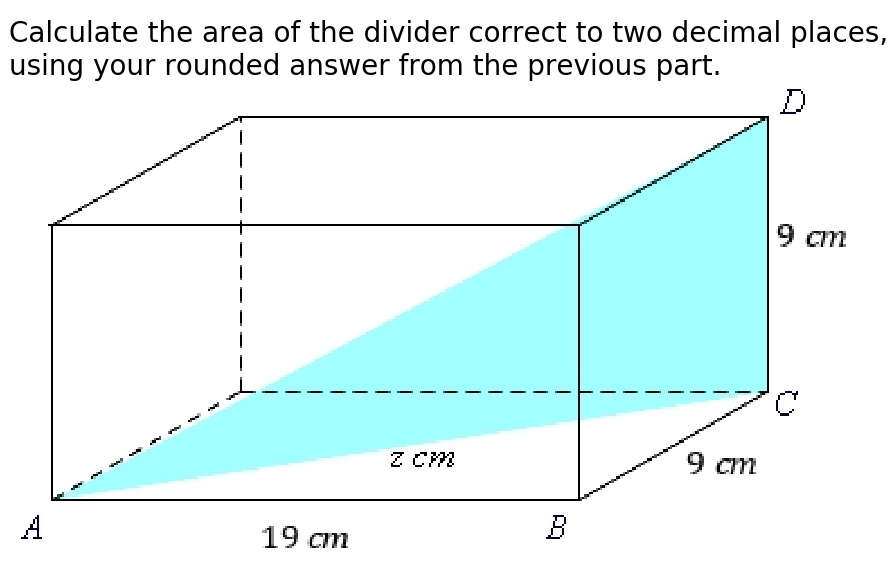 Calculate the area of the divider correct to two decimal places,
using your rounded answer from the previous part.
D
9 cm
C
z cm
9 cm
A
B
19 cm